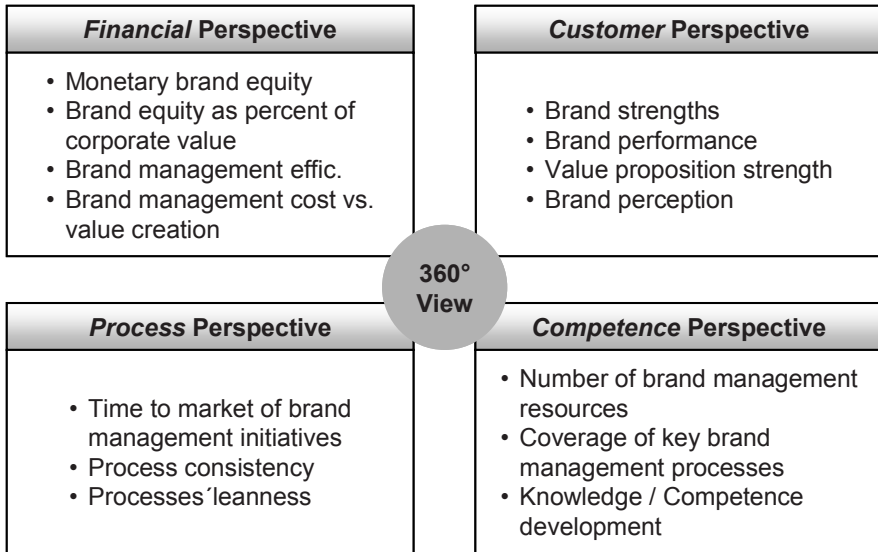 Financial Perspective
• Monetary brand equity
• Brand equity as percent of
corporate value
• Brand management effic.
• Brand management cost vs.
value creation
Customer Perspective
• Brand strengths
• Brand performance
• Value proposition strength
• Brand perception
360°
View
Process Perspective
• Time to market of brand
management initiatives
• Process consistency
• Processes´leanness
Competence Perspective
• Number of brand management
resources
• Coverage of key brand
management processes
• Knowledge / Competence
development